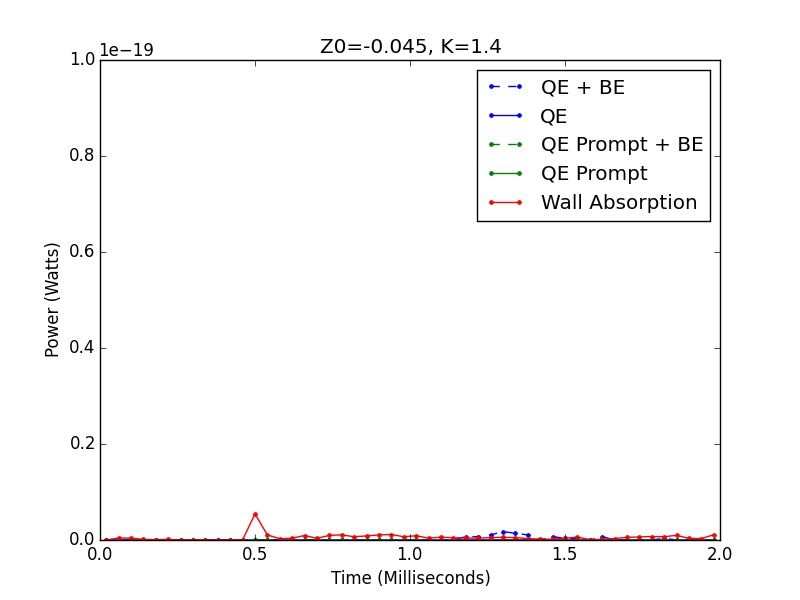 Z0=-0.045, K=1.4
1e−19
1.0
0.8
0.6
0.4
0.2
0.0
Power (Watts)
QE + BE
QE
QE Prompt + BE
QE Prompt
Wall Absorption
0.0 0.5 1.0 1.5 2.0
Time (Milliseconds)